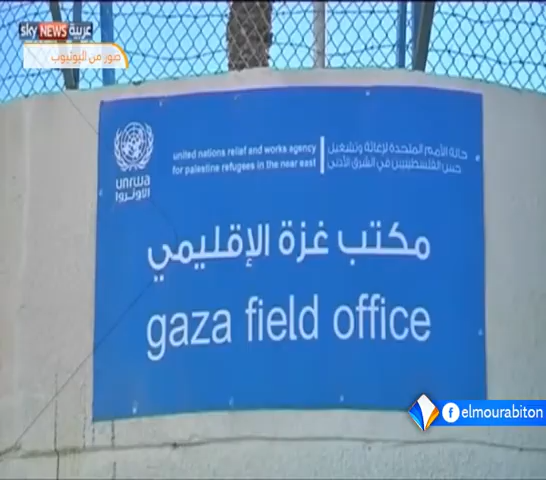 sky NEWS عربية
صور من اليوتيوب
unrwa
الأونروا
united nations relief and works agency
for palestine refugees in the near east
وكالة الأمم المتحدة لإغاثة وتشغيل
الفلسطينيين في الشرق الأدنى
مكتب غزة الإقليمي
gaza field office
f elmourabiton